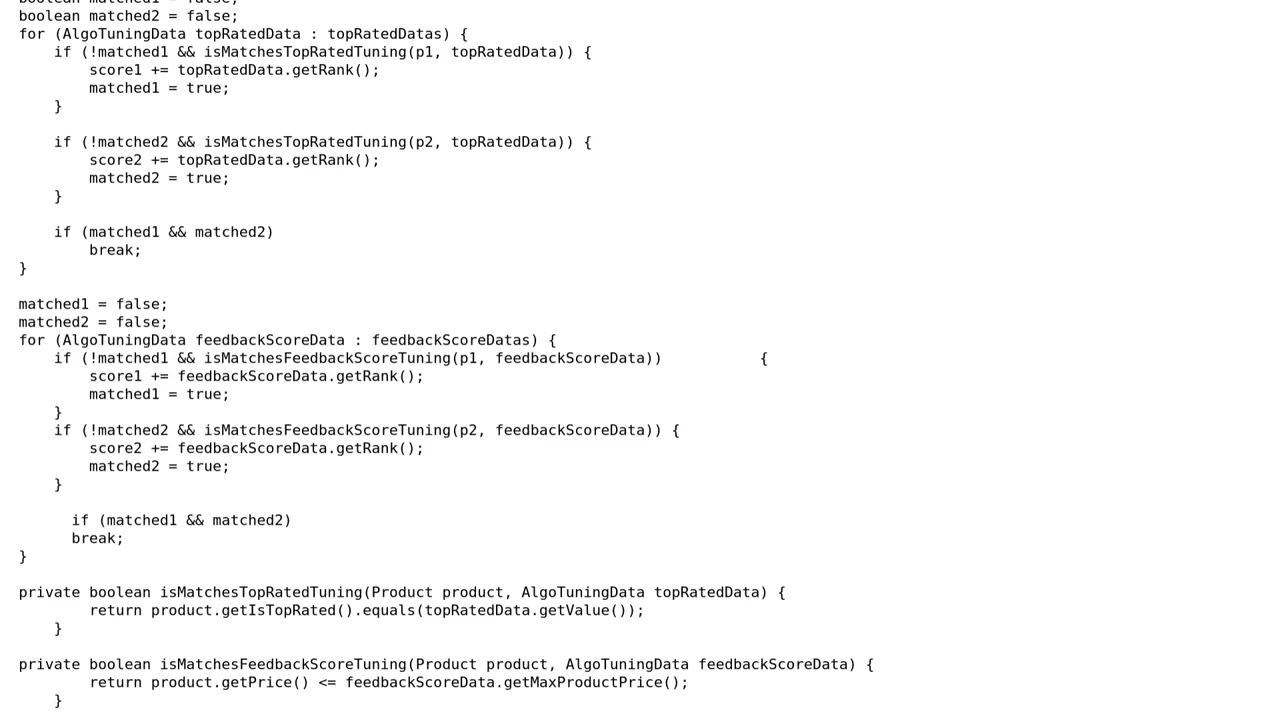 boolean matched1 = false;
boolean matched2 = false;
for (AlgoTuningData topRatedData : topRatedDatas) {
    if (!matched1 && isMatchesTopRatedTuning(p1, topRatedData)) {
        score1 += topRatedData.getRank();
        matched1 = true;
    }

    if (!matched2 && isMatchesTopRatedTuning(p2, topRatedData)) {
        score2 += topRatedData.getRank();
        matched2 = true;
    }

    if (matched1 && matched2)
        break;
}

matched1 = false;
matched2 = false;
for (AlgoTuningData feedbackScoreData : feedbackScoreDatas) {
    if (!matched1 && isMatchesFeedbackScoreTuning(p1, feedbackScoreData))           {
        score1 += feedbackScoreData.getRank();
        matched1 = true;
    }
    if (!matched2 && isMatchesFeedbackScoreTuning(p2, feedbackScoreData)) {
        score2 += feedbackScoreData.getRank();
        matched2 = true;
    }

      if (matched1 && matched2)
      break;
}

private boolean isMatchesTopRatedTuning(Product product, AlgoTuningData topRatedData) {
        return product.getIsTopRated().equals(topRatedData.getValue());
    }

private boolean isMatchesFeedbackScoreTuning(Product product, AlgoTuningData feedbackScoreData) {
        return product.getPrice() <= feedbackScoreData.getMaxProductPrice();
    }